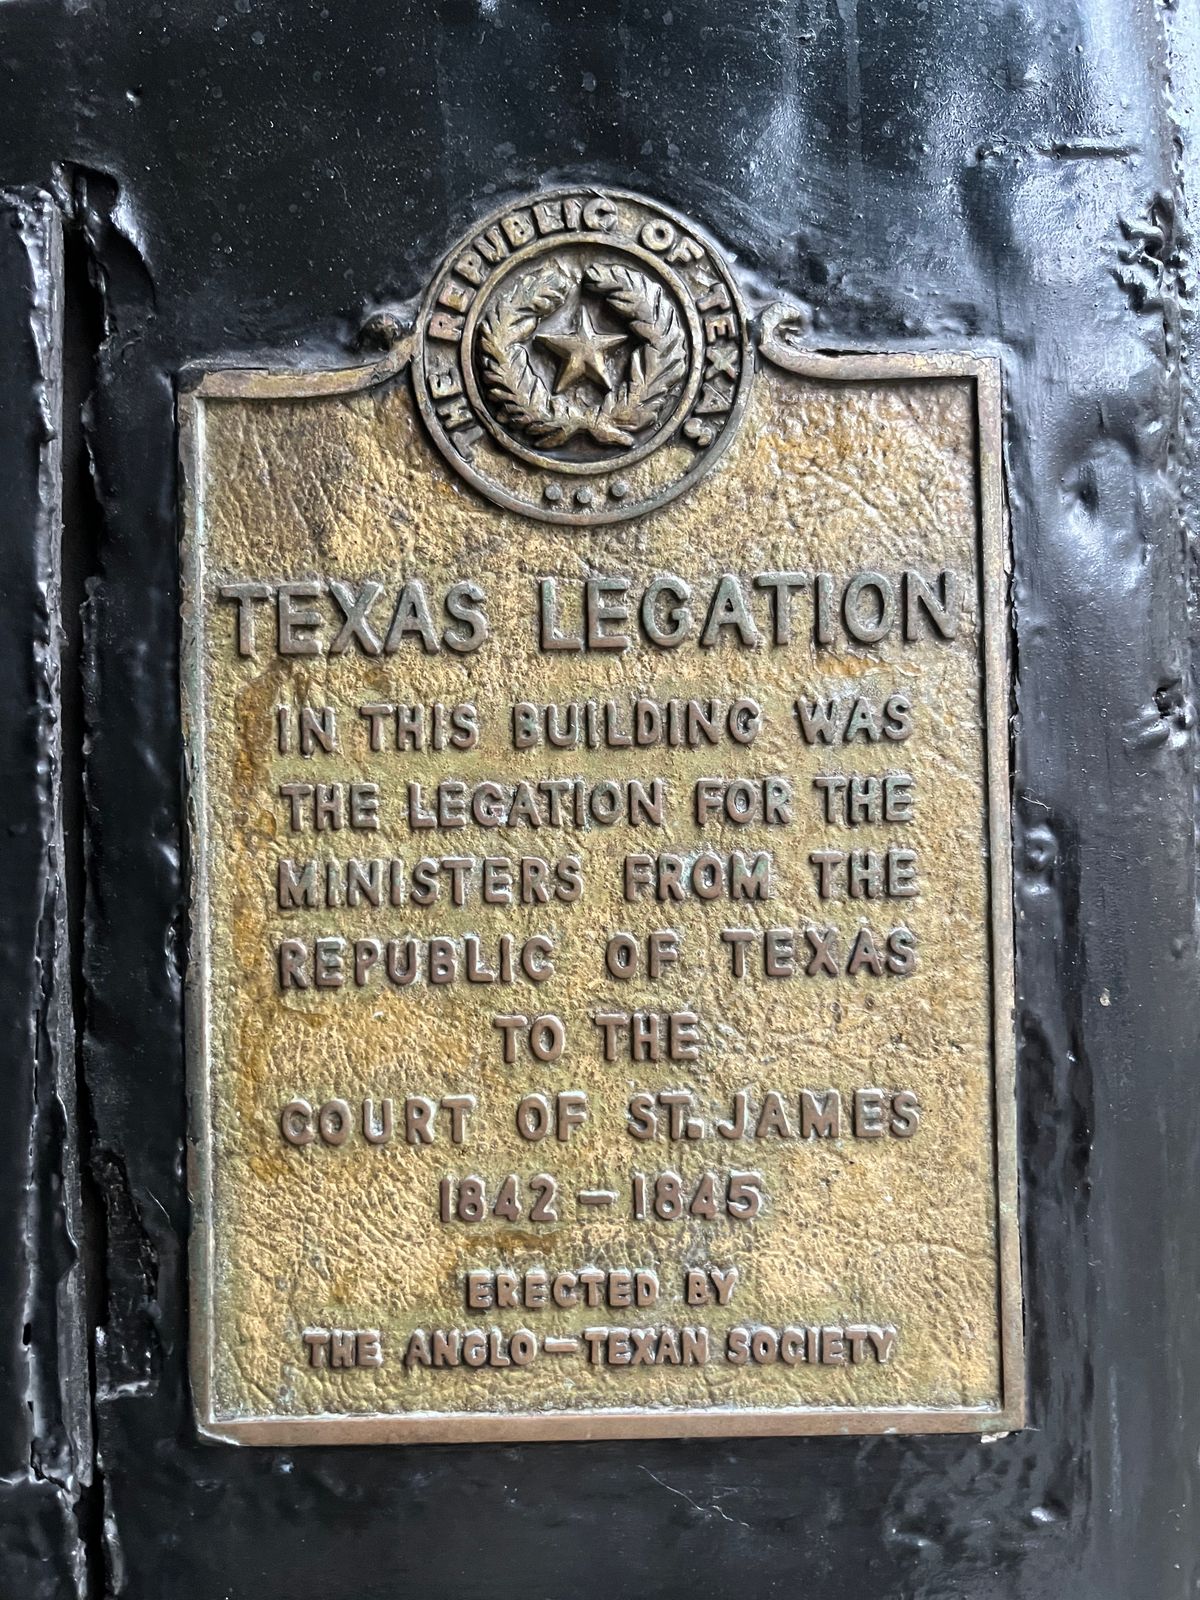 THE REPUBLIC OF TEXAS
TEXAS LEGATION
IN THIS BUILDING WAS
THE LEGATION FOR THE
MINISTERS FROM THE
REPUBLIC OF TEXAS
TO THE
COURT OF ST. JAMES
1842 – 1845
ERECTED BY
THE ANGLO–TEXAN SOCIETY